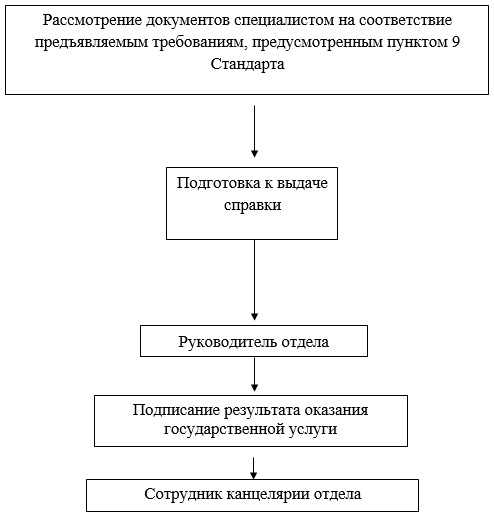 Рассмотрение документов специалистом на соответствие
предъявляемым требованиям, предусмотренным пунктом 9
Стандарта
Подготовка к выдаче
справки
Руководитель отдела
Подписание результата оказания
государственной услуги
Сотрудник канцелярии отдела